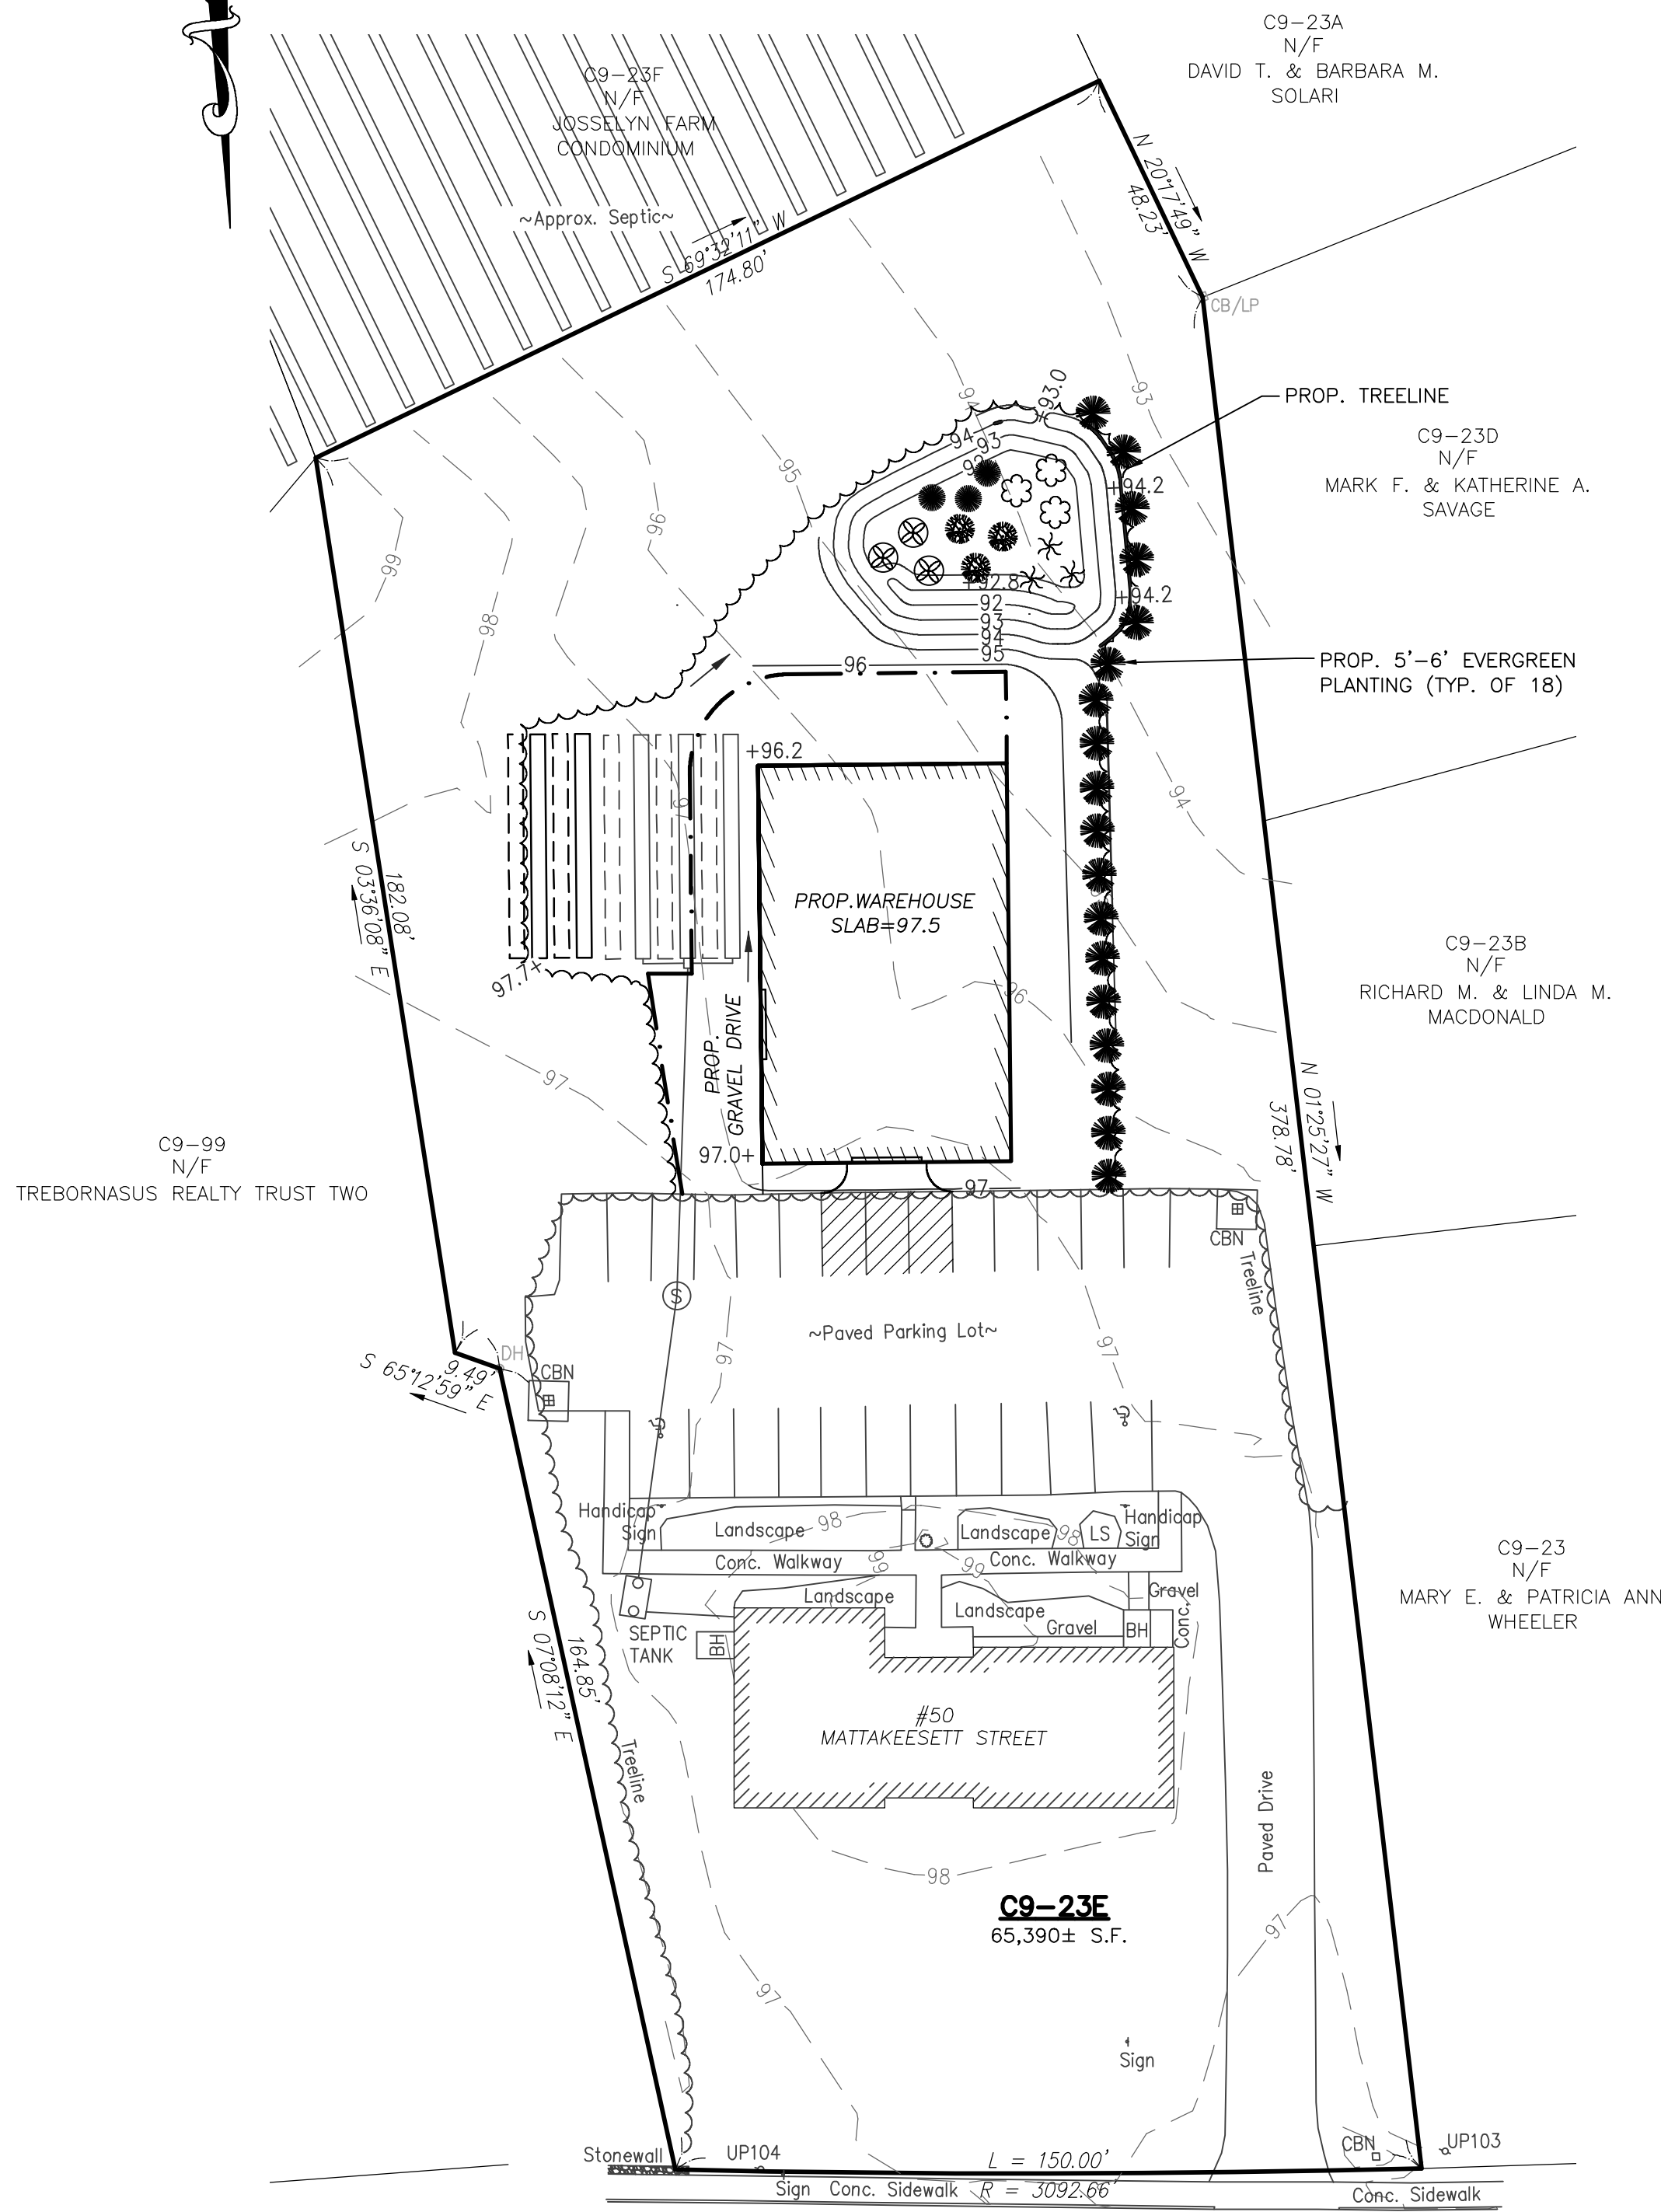 C9-23A
N/F
DAVID T. & BARBARA M.
SOLARI
C9-23F
N/F
JOSSELYN FARM
CONDOMINIUM
~Approx. Septic~
S 69°32'11" W
174.80'
N 20°17'49" W
48.23'
CB/LP
PROP. TREELINE
C9-23D
N/F
MARK F. & KATHERINE A.
SAVAGE
+93.0
94
93
94
93
92
95
96
99
98
+94.2
+92.8
+94.2
92
93
94
95
96
PROP. 5'-6' EVERGREEN
PLANTING (TYP. OF 18)
+96.2
97
94
PROP.WAREHOUSE
SLAB=97.5
S 03°36'08" E
182.08'
97.7+
96
C9-23B
N/F
RICHARD M. & LINDA M.
MACDONALD
PROP.
GRAVEL DRIVE
97
N 01°25'27" W
378.78'
C9-99
N/F
TREBORNASUS REALTY TRUST TWO
97.0+
97
CBN
Treeline
S
~Paved Parking Lot~
97
97
DH
S 65°12'59" E
9.49'
CBN
Handicap
Sign
Landscape
98
Landscape
98
LS
Handicap
Sign
Conc. Walkway
99
99
Conc. Walkway
Landscape
Landscape
Gravel
Gravel
Conc.
BH
BH
SEPTIC
TANK
C9-23
N/F
MARY E. & PATRICIA ANN
WHEELER
S 07°08'12" E
164.85'
#50
MATTAKEESETT STREET
Treeline
Paved Drive
98
C9-23E
65,390± S.F.
97
97
Sign
Stonewall
UP104
L = 150.00'
CBN
UP103
Sign
Conc. Sidewalk
R = 3092.66'
Conc. Sidewalk